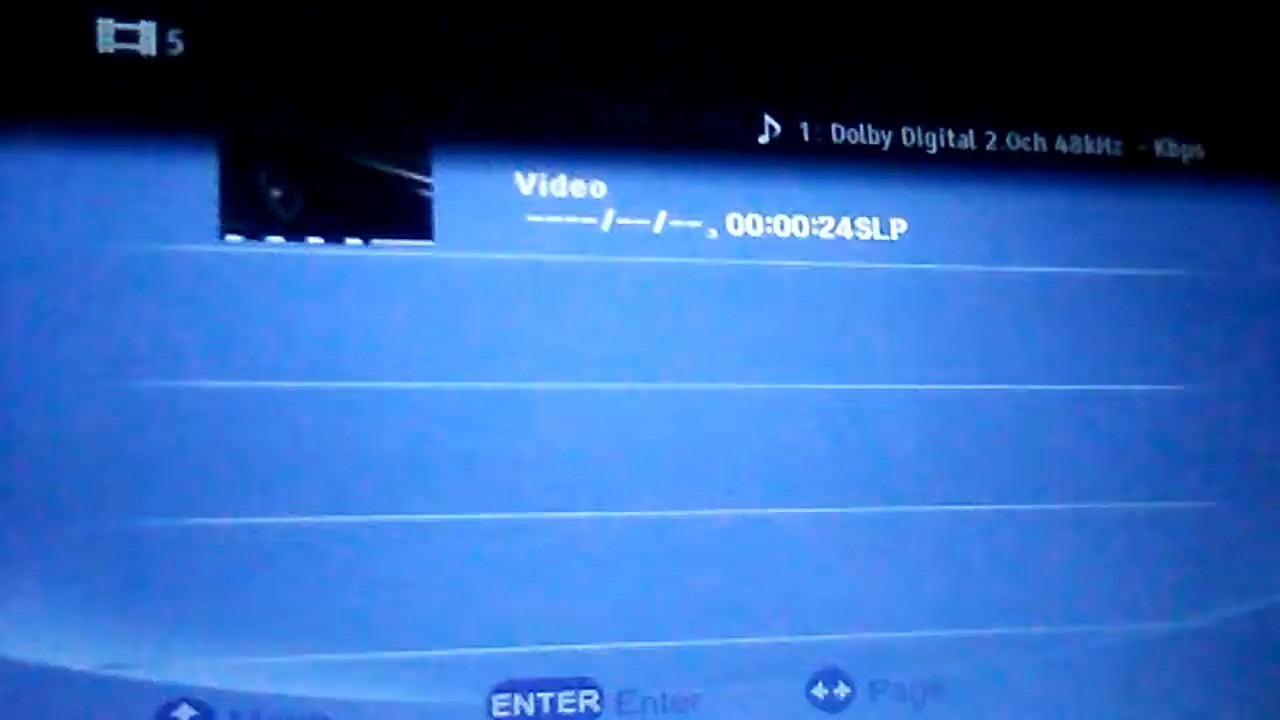 5
1: Dolby Digital 2.0ch 48kHz - Kbps
Video
----/--/--, 00:00:24SLP
ENTER Enter
Page